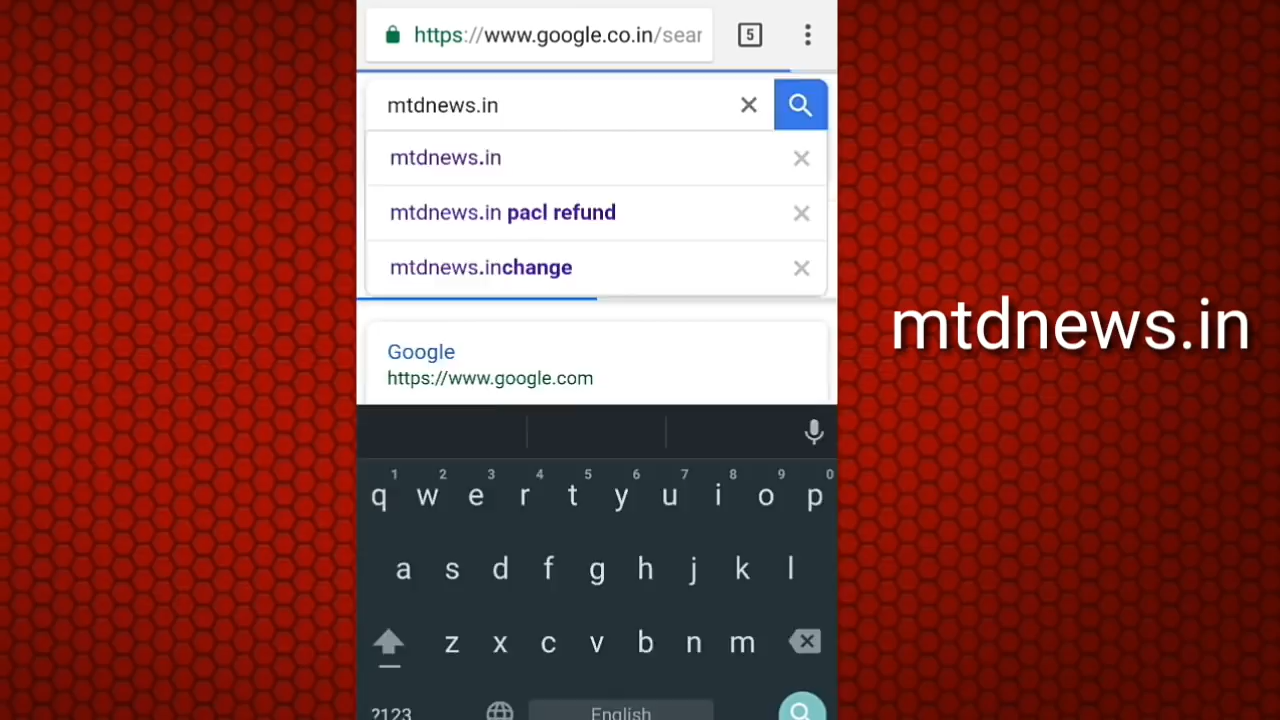 https://www.google.co.in/sear
5
mtdnews.in
mtdnews.in
mtdnews.in pacl refund
mtdnews.inchange
Google
https://www.google.com
mtdnews.in
1 2 3 4 5 6 7 8 9 0
q w e r t y u i o p
a s d f g h j k l
z x c v b n m
?123 English